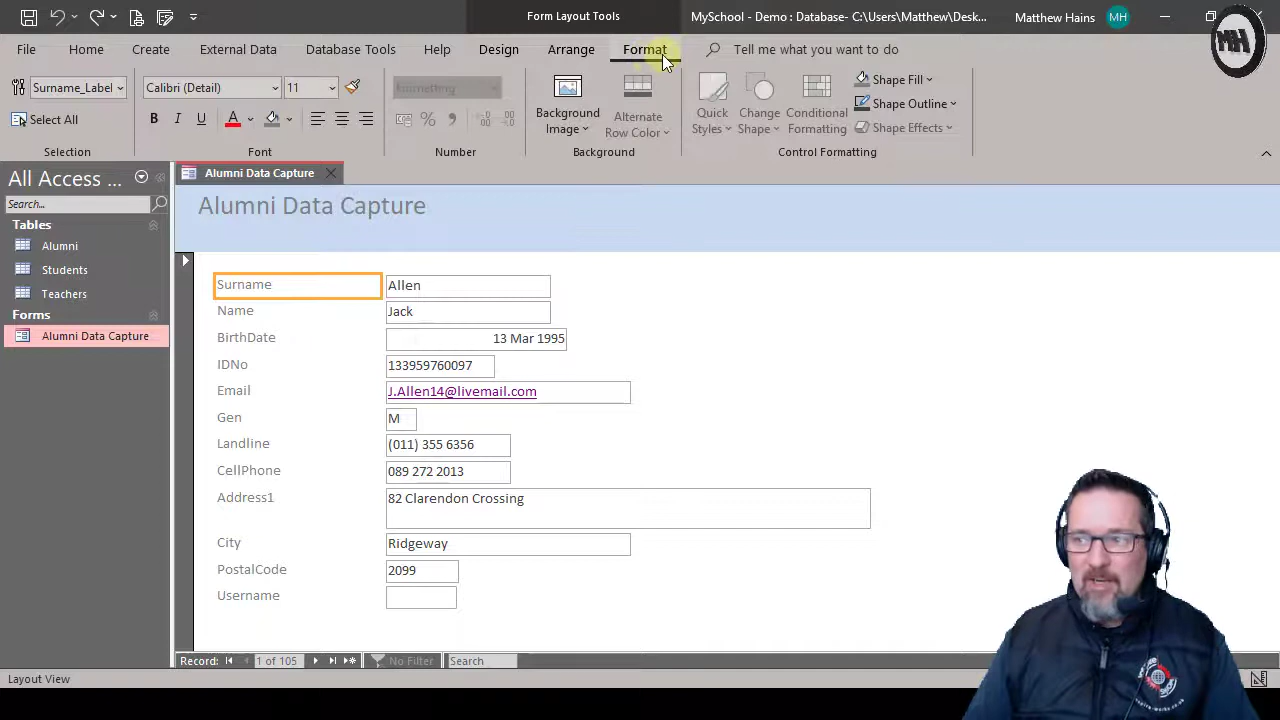 Form Layout Tools
MySchool - Demo : Database- C:\Users\Matthew\Desk...
Matthew Hains
MH
MH
File
Home
Create
External Data
Database Tools
Help
Design
Arrange
Format
Tell me what you want to do
Surname_Label
Calibri (Detail)
11
Formatting
Background Image
Alternate Row Color
Quick Styles
Change Shape
Conditional Formatting
Shape Fill
Shape Outline
Shape Effects
Select All
B I U A
%
Selection
Font
Number
Background
Control Formatting
All Access ...
Search...
Tables
Alumni
Students
Teachers
Forms
Alumni Data Capture
Alumni Data Capture
Alumni Data Capture
Surname Allen
Name Jack
BirthDate 13 Mar 1995
IDNo 133959760097
Email J.Allen14@livemail.com
Gen M
Landline (011) 355 6356
CellPhone 089 272 2013
Address1 82 Clarendon Crossing
City Ridgeway
PostalCode 2099
Username
Record: 1 of 105 No Filter Search
Layout View